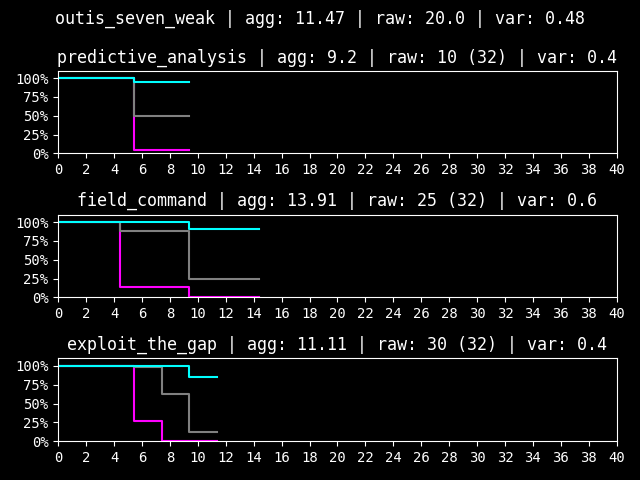 outis_seven_weak | agg: 11.47 | raw: 20.0 | var: 0.48
predictive_analysis | agg: 9.2 | raw: 10 (32) | var: 0.4
100%
75%
50%
25%
0%
0 2 4 6 8 10 12 14 16 18 20 22 24 26 28 30 32 34 36 38 40
field_command | agg: 13.91 | raw: 25 (32) | var: 0.6
100%
75%
50%
25%
0%
0 2 4 6 8 10 12 14 16 18 20 22 24 26 28 30 32 34 36 38 40
exploit_the_gap | agg: 11.11 | raw: 30 (32) | var: 0.4
100%
75%
50%
25%
0%
0 2 4 6 8 10 12 14 16 18 20 22 24 26 28 30 32 34 36 38 40